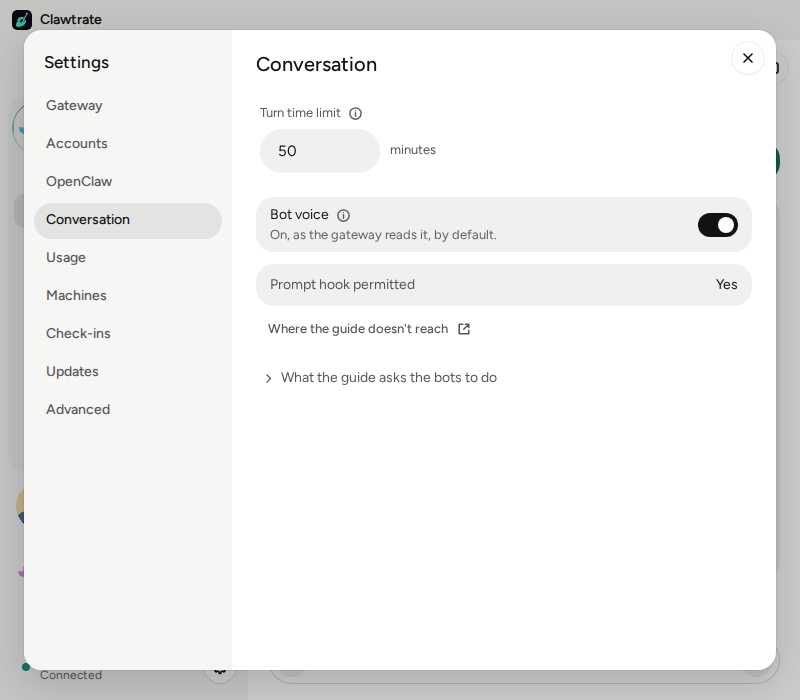 Clawtrate
Settings
Gateway
Accounts
OpenClaw
Conversation
Usage
Machines
Check-ins
Updates
Advanced
Conversation
Turn time limit
50 minutes
Bot voice
On, as the gateway reads it, by default.
Prompt hook permitted Yes
Where the guide doesn't reach
What the guide asks the bots to do
Connected